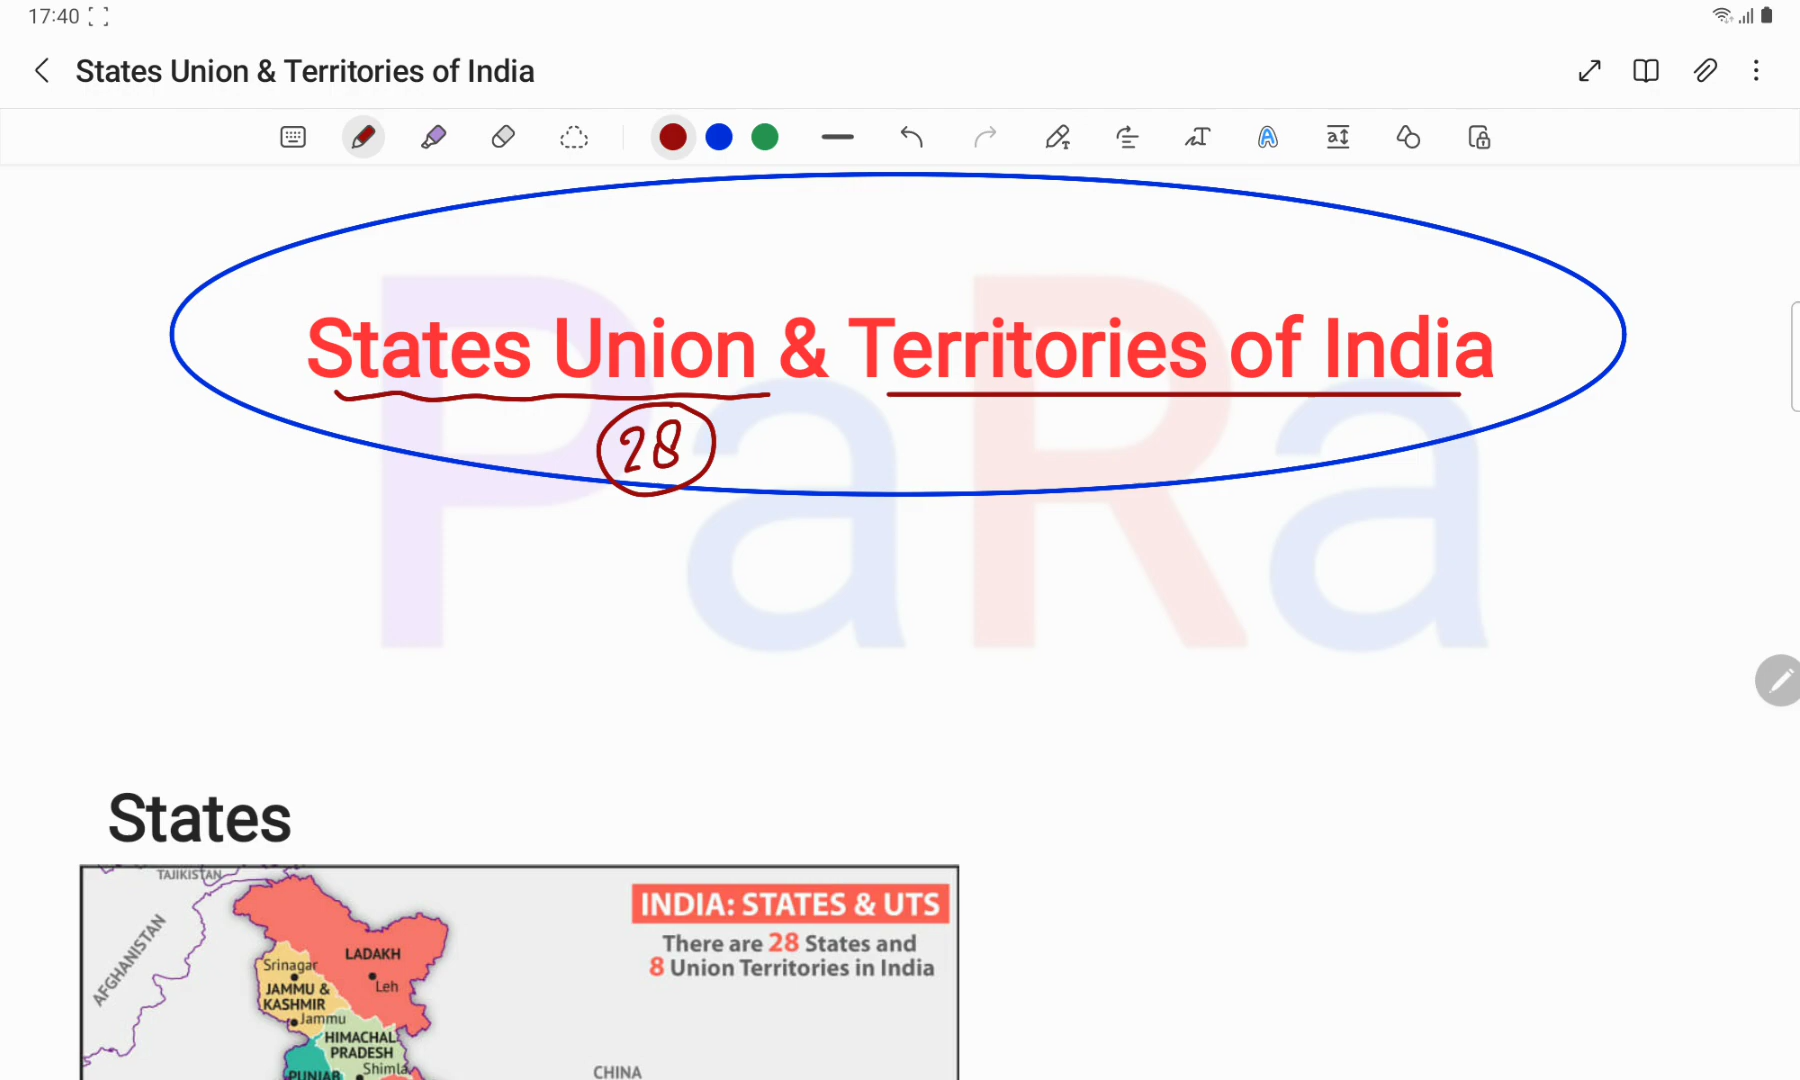 17:40
States Union & Territories of India
PaRa
States Union & Territories of India
28
States
TAJIKISTAN
AFGHANISTAN
INDIA: STATES & UTS
There are 28 States and
8 Union Territories in India
LADAKH
Srinagar
Leh
JAMMU &
KASHMIR
Jammu
HIMACHAL
PRADESH
Shimla
PUNJAB
CHINA